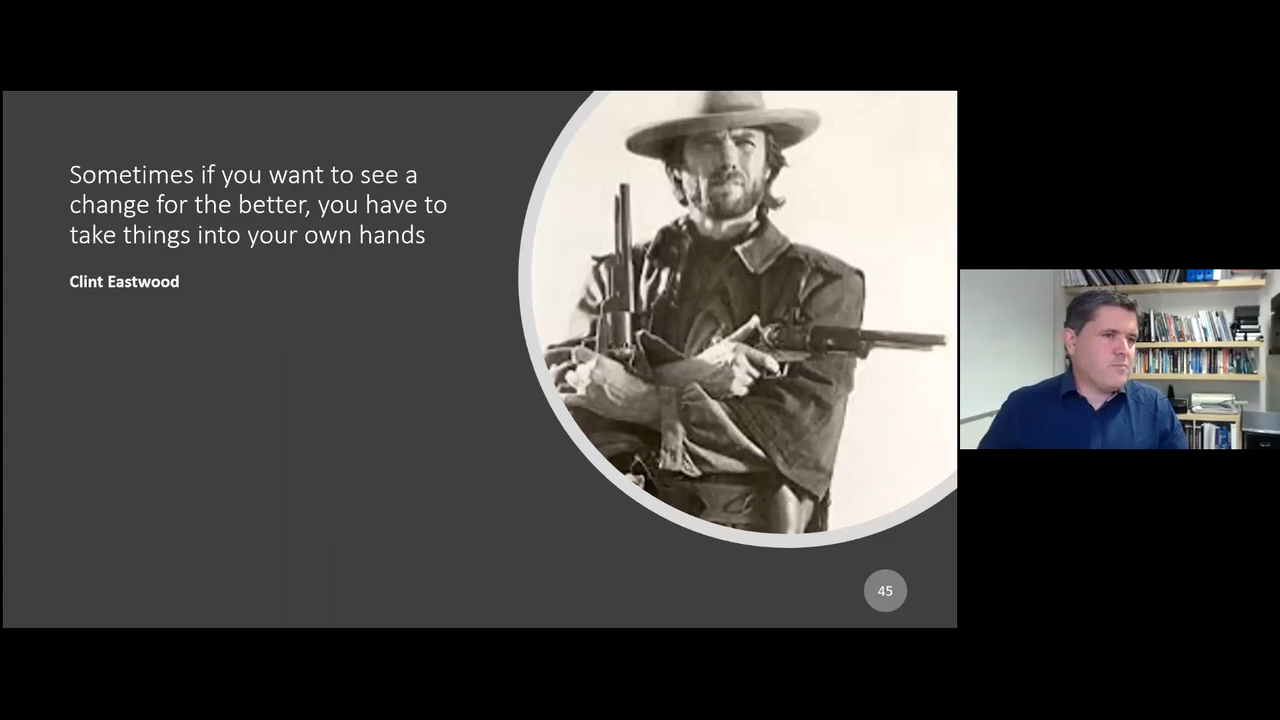 Sometimes if you want to see a
change for the better, you have to
take things into your own hands
Clint Eastwood
45